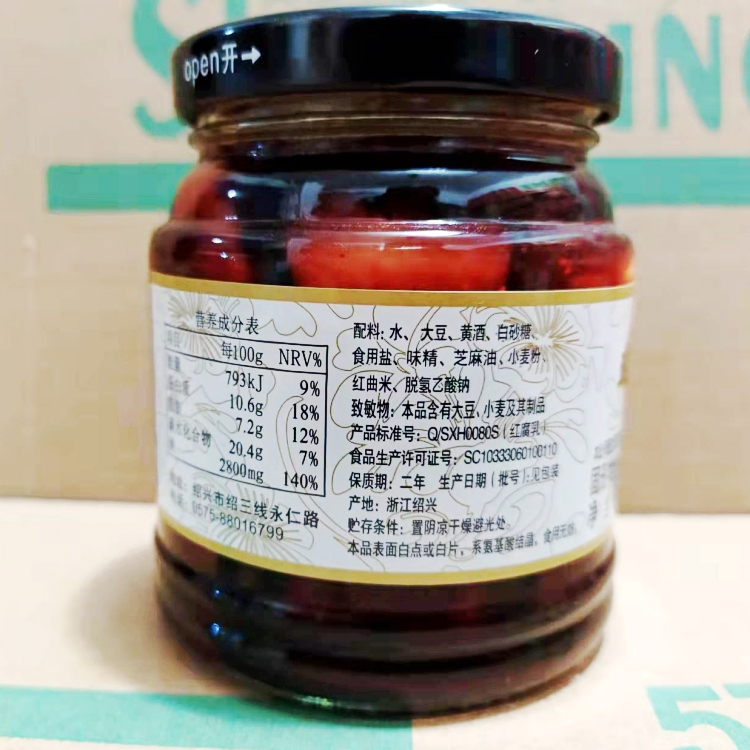 open开→
营养成分表
每100g NRV%
793kJ 9%
10.6g 18%
7.2g 12%
水化合物 20.4g 7%
2800mg 140%
绍兴市绍三线永仁路
0575-88016799
配料：水、大豆、黄酒、白砂糖、
食用盐、味精、芝麻油、小麦粉、
红曲米、脱氢乙酸钠
致敏物：本品含有大豆、小麦及其制品
产品标准号：Q/SXH0080S（红腐乳）
食品生产许可证号：SC10333060100110
保质期：二年 生产日期（批号）：见包装
产地：浙江绍兴
贮存条件：置阴凉干燥避光处。
本品表面白点或白片，系氨基酸结晶，食用无妨。